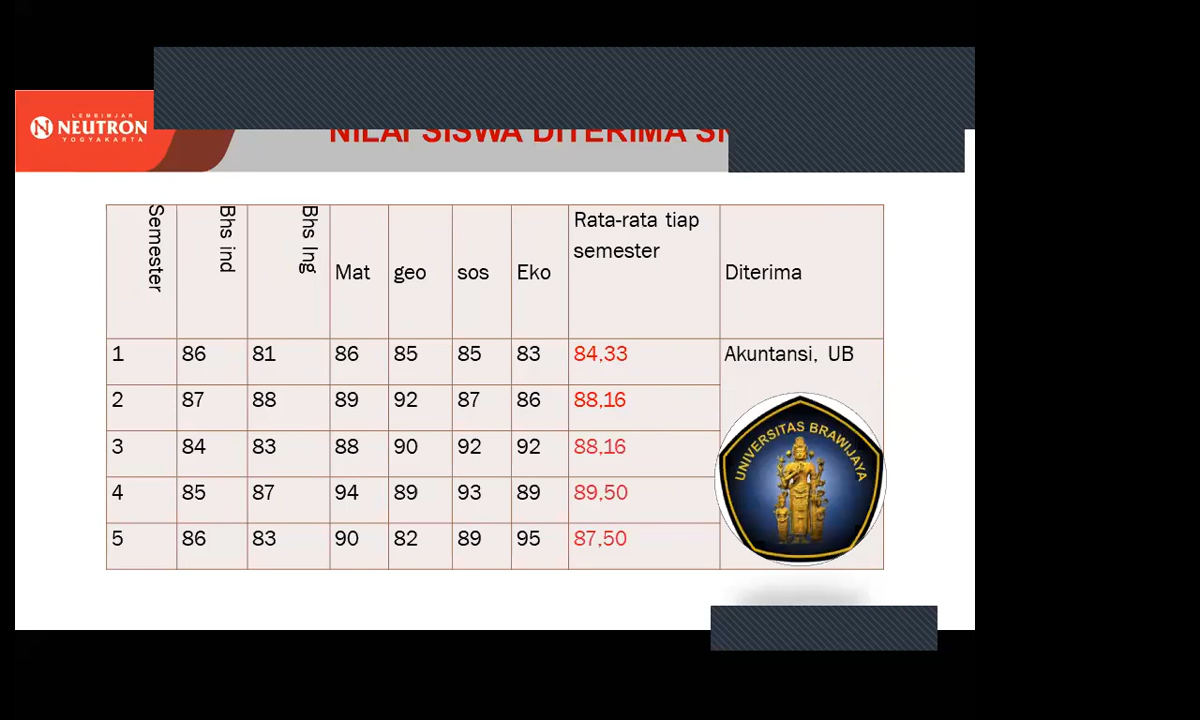 LEMBIMJAR
NEUTRON
YOGYAKARTA
NILAI SISWA DITERIMA
Semester Bhs ind Bhs Ing Mat geo sos Eko Rata-rata tiap semester Diterima
1 86 81 86 85 85 83 84,33 Akuntansi, UB
2 87 88 89 92 87 86 88,16
3 84 83 88 90 92 92 88,16
4 85 87 94 89 93 89 89,50
5 86 83 90 82 89 95 87,50
UNIVERSITAS BRAWIJAYA